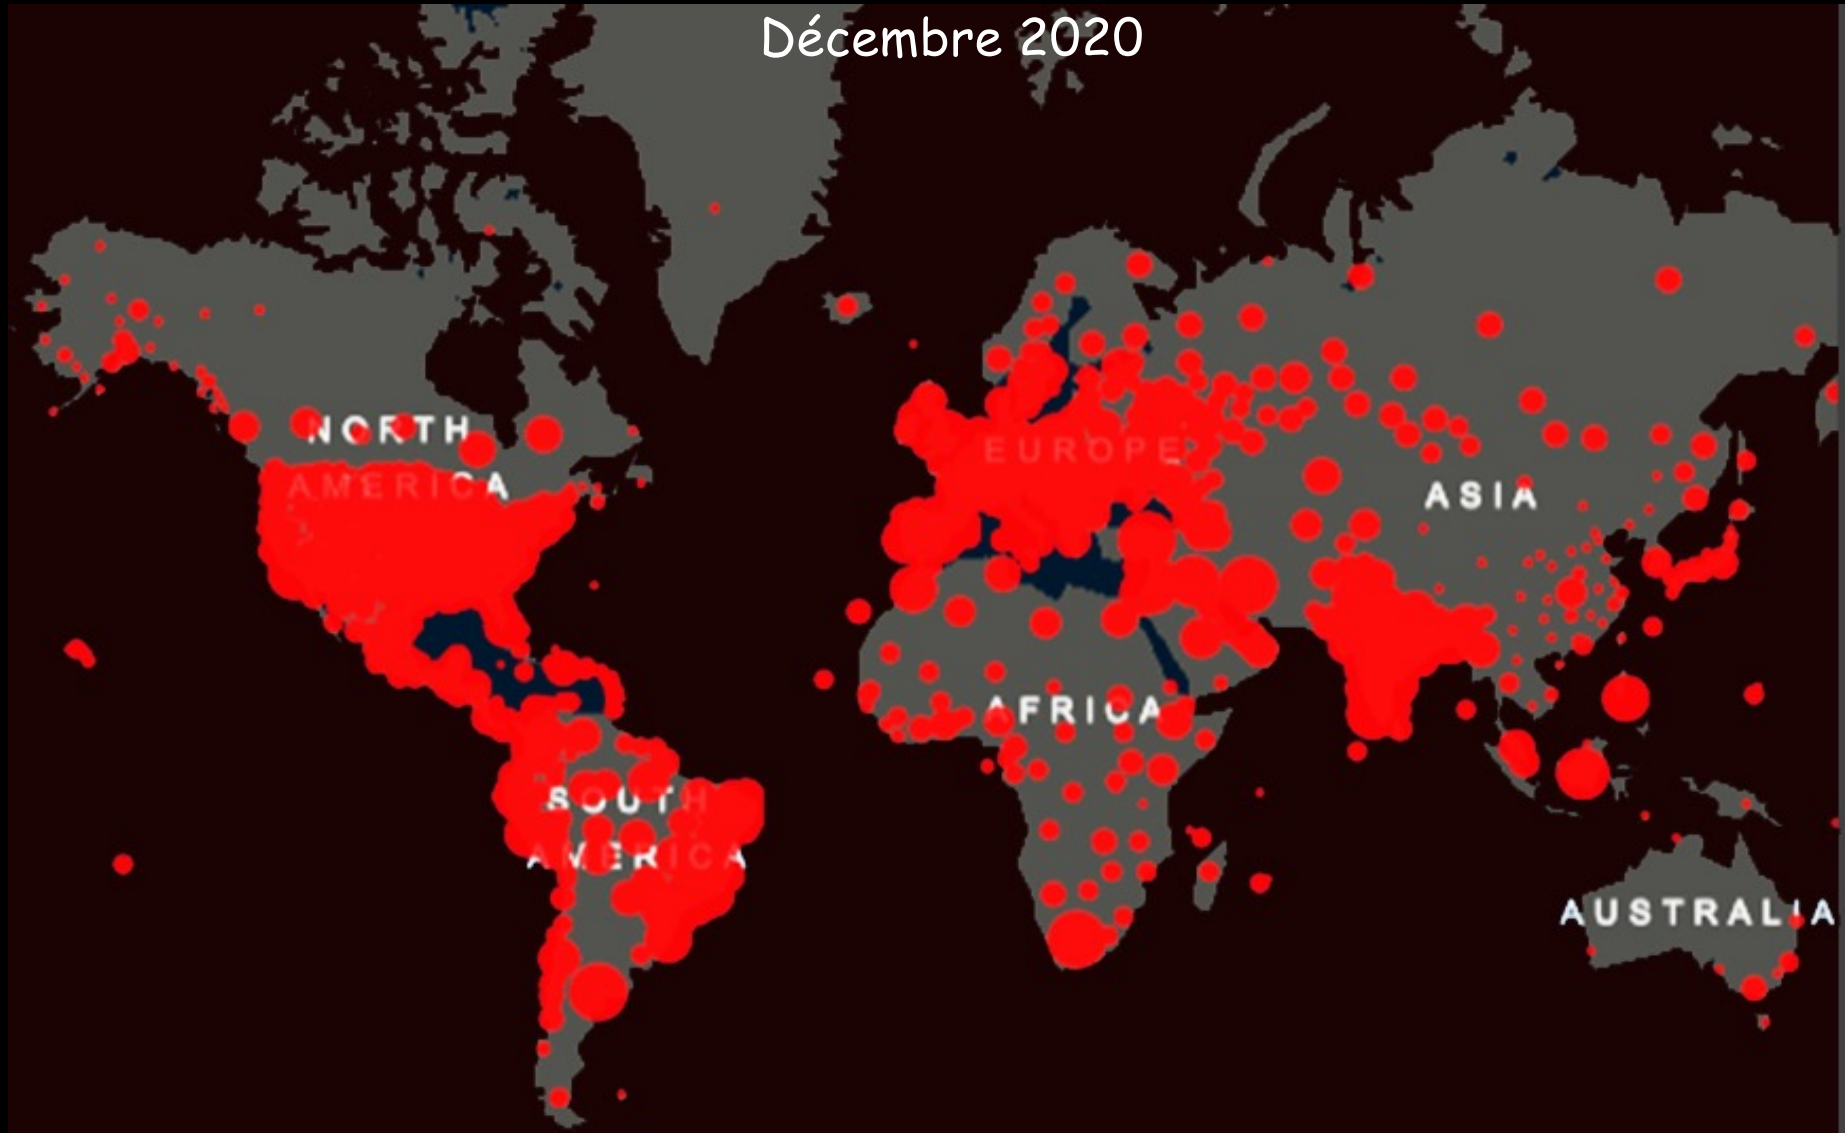 Décembre 2020
NORTH
AMERICA
EUROPE
ASIA
AFRICA
SOUTH
AMERICA
AUSTRALIA